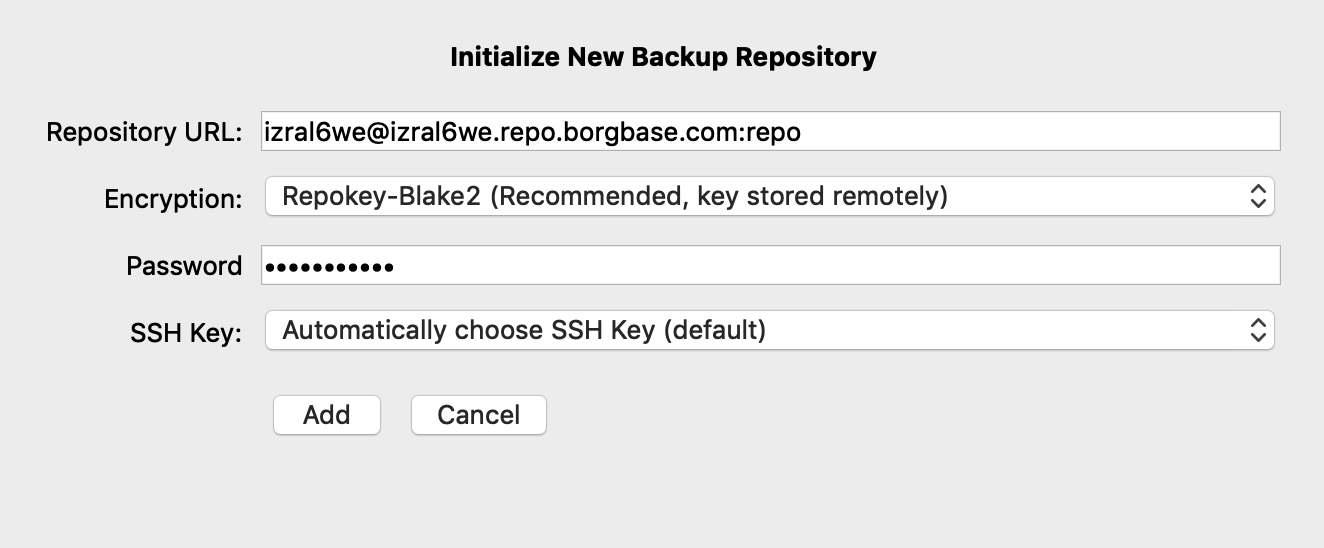 Initialize New Backup Repository
Repository URL: izral6we@izral6we.repo.borgbase.com:repo
Encryption: Repokey-Blake2 (Recommended, key stored remotely)
Password •••••••••••
SSH Key: Automatically choose SSH Key (default)
Add Cancel